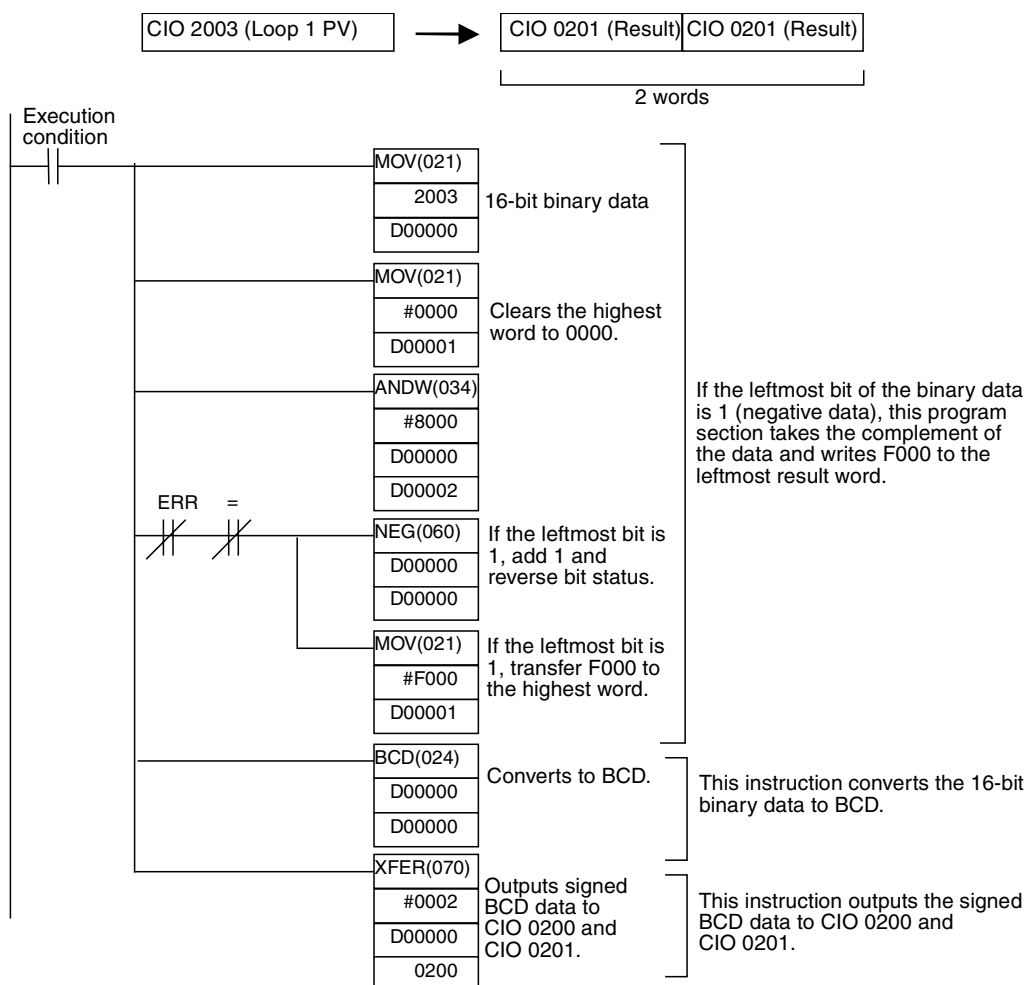 CIO 2003 (Loop 1 PV)
CIO 0201 (Result)
CIO 0201 (Result)
2 words
Execution
condition
MOV(021)
2003
D00000
16-bit binary data
MOV(021)
#0000
D00001
Clears the highest
word to 0000.
ANDW(034)
#8000
D00000
D00002
If the leftmost bit of the binary data
is 1 (negative data), this program
section takes the complement of
the data and writes F000 to the
leftmost result word.
ERR =
NEG(060)
D00000
D00000
If the leftmost bit is
1, add 1 and
reverse bit status.
MOV(021)
#F000
D00001
If the leftmost bit is
1, transfer F000 to
the highest word.
BCD(024)
D00000
D00000
Converts to BCD.
This instruction converts the 16-bit
binary data to BCD.
XFER(070)
#0002
D00000
0200
Outputs signed
BCD data to
CIO 0200 and
CIO 0201.
This instruction outputs the signed
BCD data to CIO 0200 and
CIO 0201.